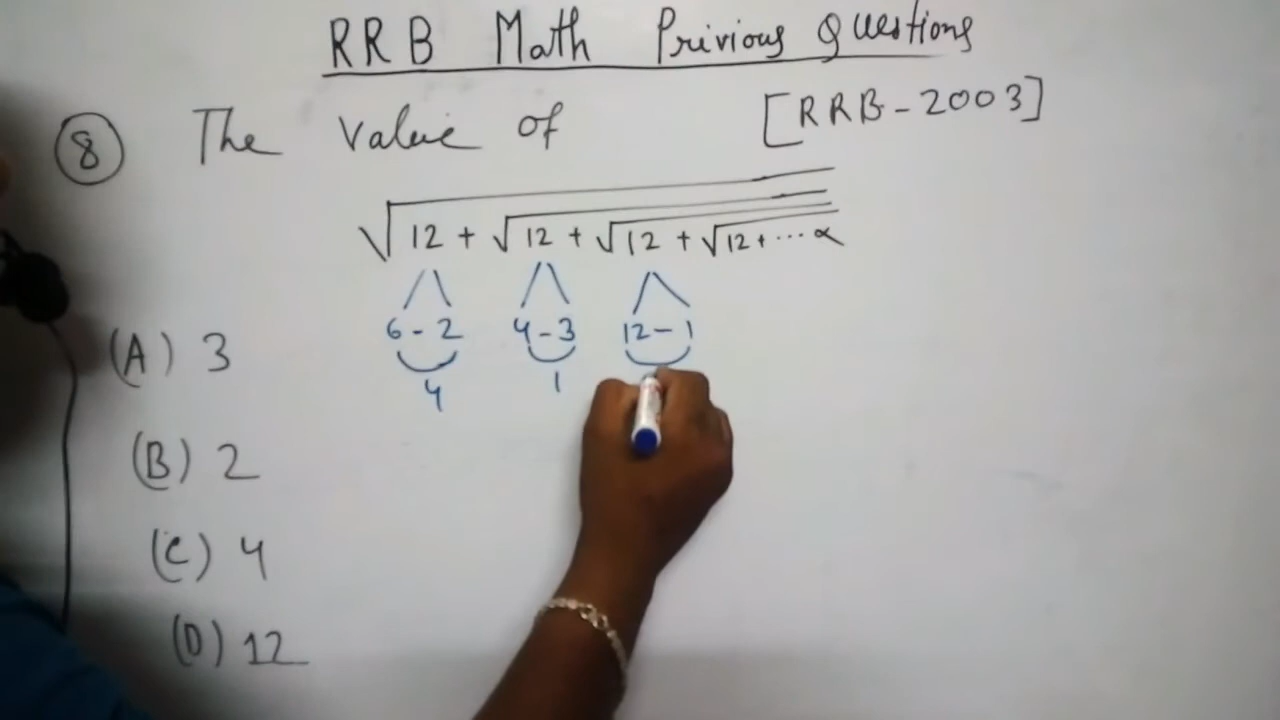 RRB Math Privious Questions
(8) The value of [RRB-2003]
√12 + √12 + √12 + √12 + ... ∝
6 - 2 4 - 3 12 - 1
4 1
(A) 3
(B) 2
(C) 4
(D) 12